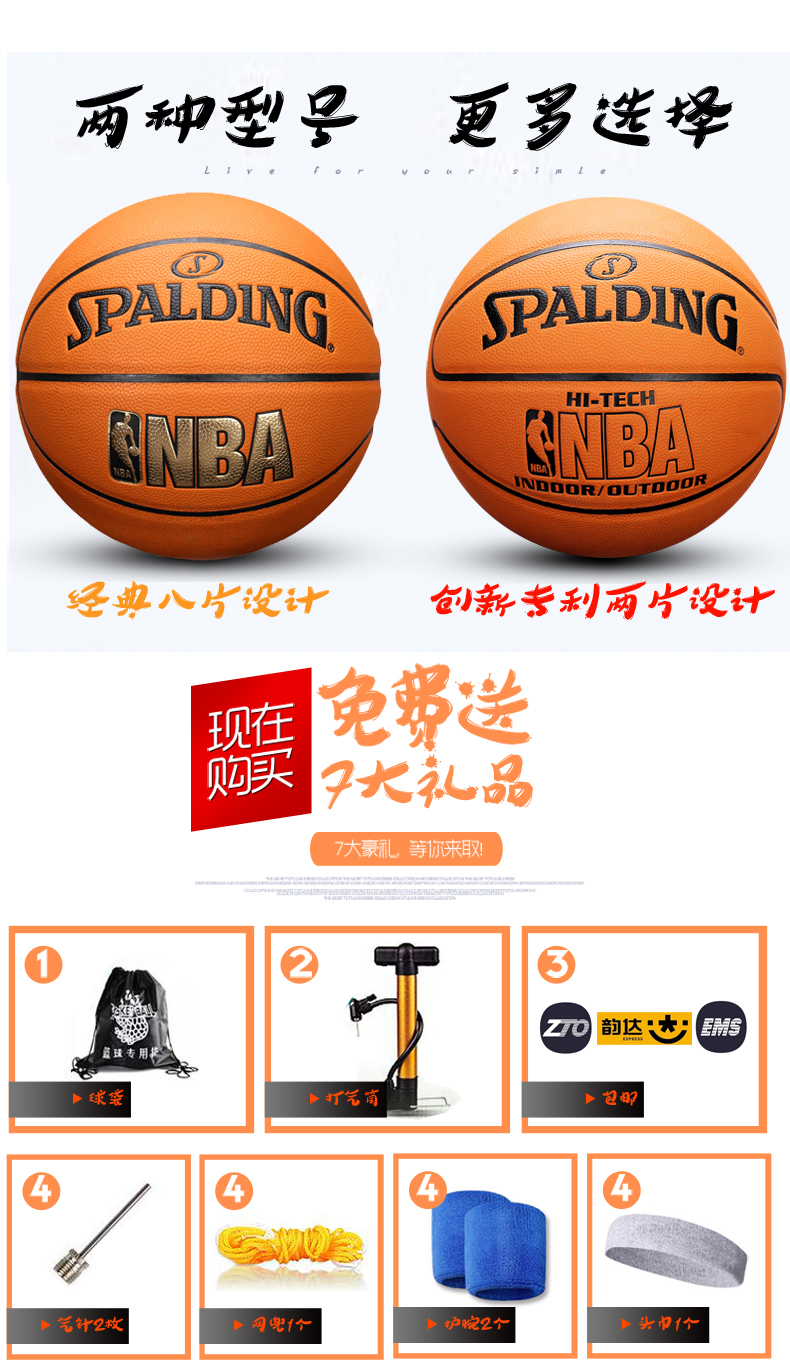 两种型号 更多选择
Live for your simle
S
SPALDING®
NBA
NBA
S
SPALDING®
HI-TECH
NBA
NBA
INDOOR/OUTDOOR
经典八片设计
创新专利两片设计
现在
购买
免费送
7大礼品
7大豪礼, 等你来取!
1
篮球专用袋
球袋
2
打气筒
3
ZTO
韵达
EXPRESS
EMS
包邮
4
气针2枚
4
网兜1个
4
护腕2个
4
头巾1个